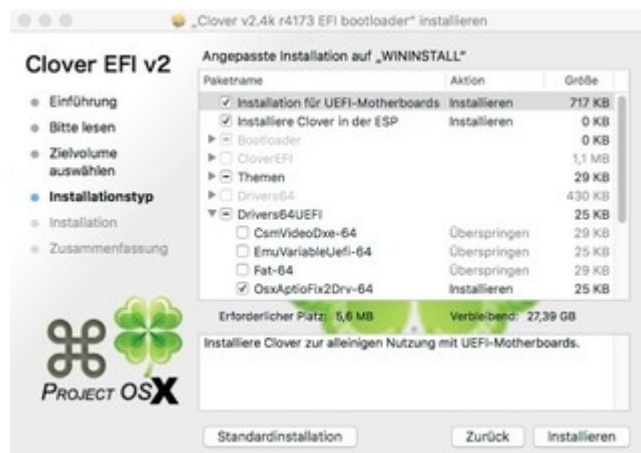 „Clover v2.4k r4173 EFI bootloader“ installieren
Clover EFI v2
Einführung
Bitte lesen
Zielvolume
auswählen
Installationstyp
Installation
Zusammenfassung
PROJECT OSX
Angepasste Installation auf „WININSTALL“
Paketname Aktion Größe
Installation für UEFI-Motherboards Installieren 717 KB
Installiere Clover in der ESP Installieren 0 KB
Bootloader 0 KB
CloverEFI 1,1 MB
Themen 29 KB
Drivers64 430 KB
Drivers64UEFI 25 KB
CsmVideoDxe-64 Überspringen 29 KB
EmuVariableUefi-64 Überspringen 25 KB
Fat-64 Überspringen 29 KB
OsxAptioFix2Drv-64 Installieren 25 KB
Erforderlicher Platz: 5,6 MB Verbleibend: 27,39 GB
Installiere Clover zur alleinigen Nutzung mit UEFI-Motherboards.
Standardinstallation Zurück Installieren